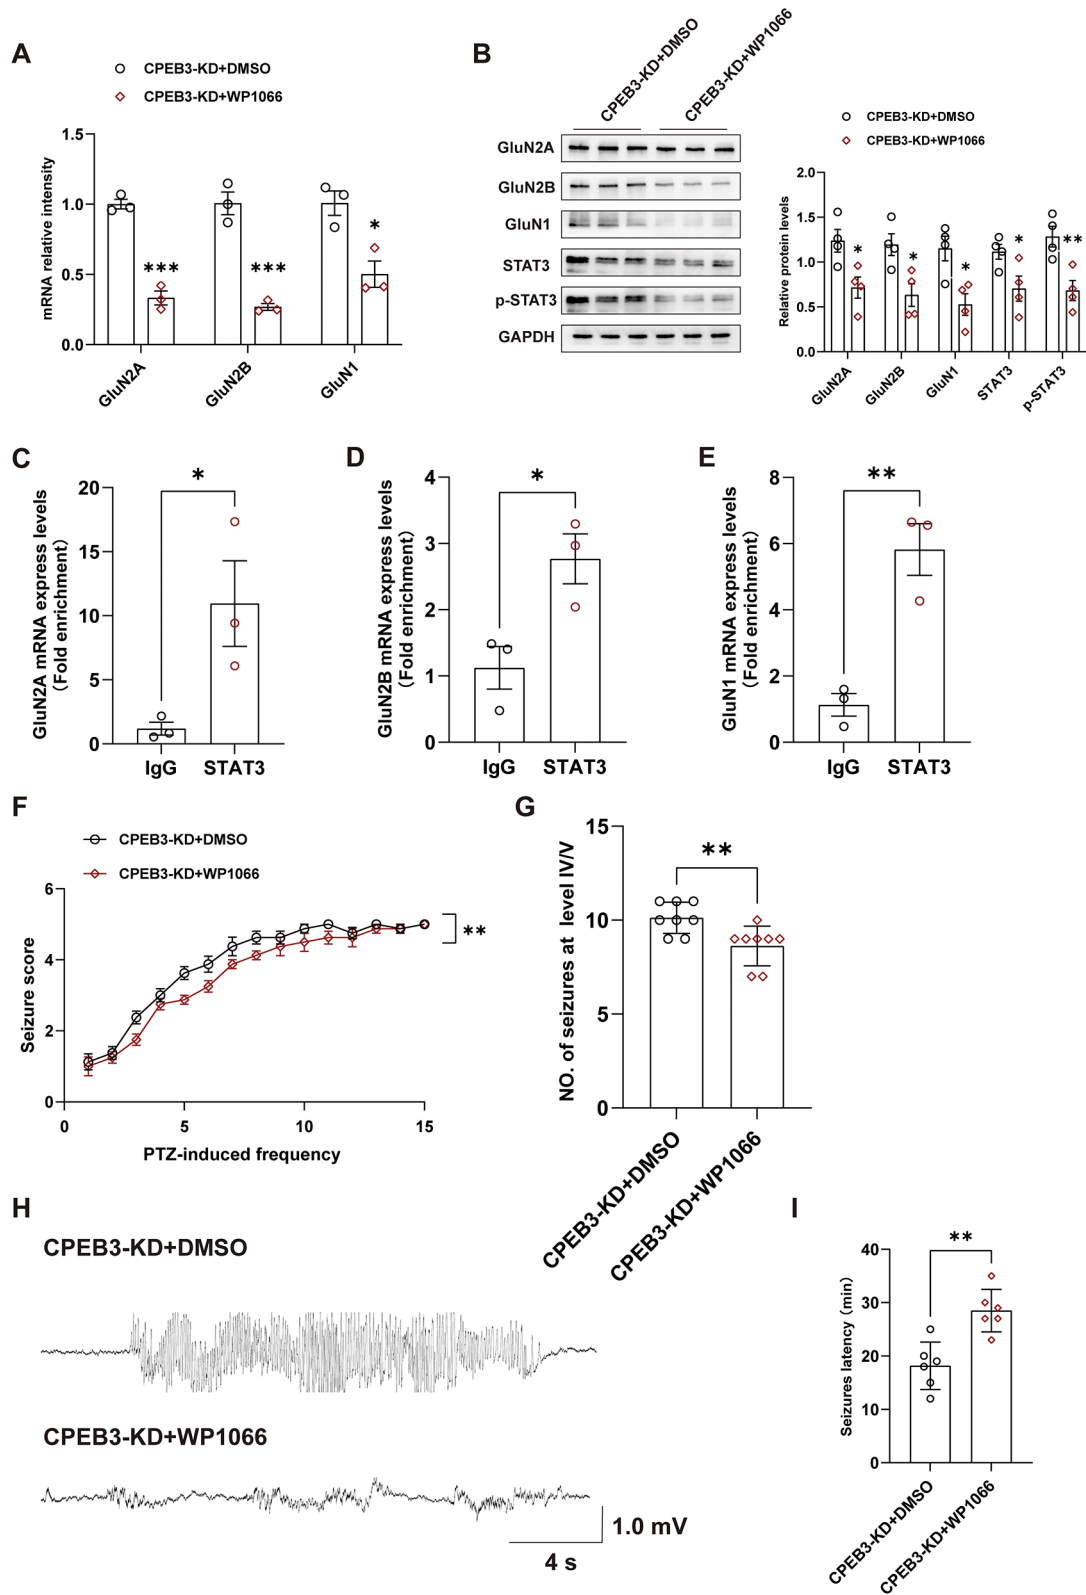 A
CPEB3-KD+DMSO
CPEB3-KD+WP1066
mRNA relative intensity
1.5
1.0
0.5
0.0
***
***
*
GluN2A
GluN2B
GluN1
B
CPEB3-KD+DMSO
CPEB3-KD+WP1066
GluN2A
GluN2B
GluN1
STAT3
p-STAT3
GAPDH
CPEB3-KD+DMSO
CPEB3-KD+WP1066
Relative protein levels
2.0
1.5
1.0
0.5
0.0
*
*
*
*
**
GluN2A
GluN2B
GluN1
STAT3
p-STAT3
C
GluN2A mRNA express levels
(Fold enrichment)
20
15
10
5
0
*
IgG
STAT3
D
GluN2B mRNA express levels
(Fold enrichment)
4
3
2
1
0
*
IgG
STAT3
E
GluN1 mRNA express levels
(Fold enrichment)
8
6
4
2
0
**
IgG
STAT3
F
CPEB3-KD+DMSO
CPEB3-KD+WP1066
Seizure score
6
4
2
0
**
0
5
10
15
PTZ-induced frequency
G
NO. of seizures at level IV/V
15
10
5
0
**
CPEB3-KD+DMSO
CPEB3-KD+WP1066
H
CPEB3-KD+DMSO
CPEB3-KD+WP1066
1.0 mV
4 s
I
Seizures latency (min)
40
30
20
10
0
**
CPEB3-KD+DMSO
CPEB3-KD+WP1066